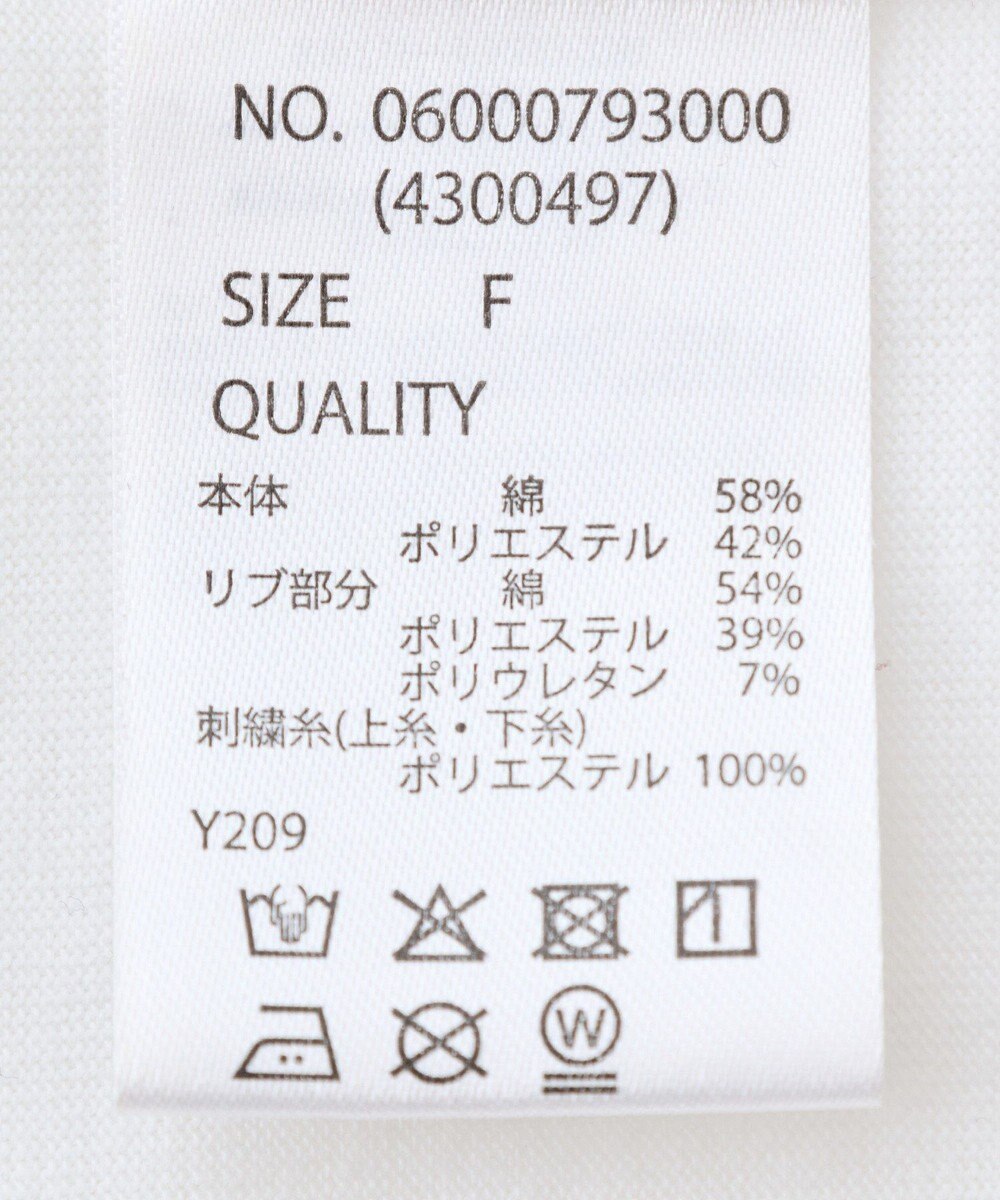 NO. 06000793000
(4300497)
SIZE F
QUALITY
本体 綿 58%
ポリエステル 42%
リブ部分 綿 54%
ポリエステル 39%
ポリウレタン 7%
刺繍糸(上糸・下糸)
ポリエステル 100%
Y209
W